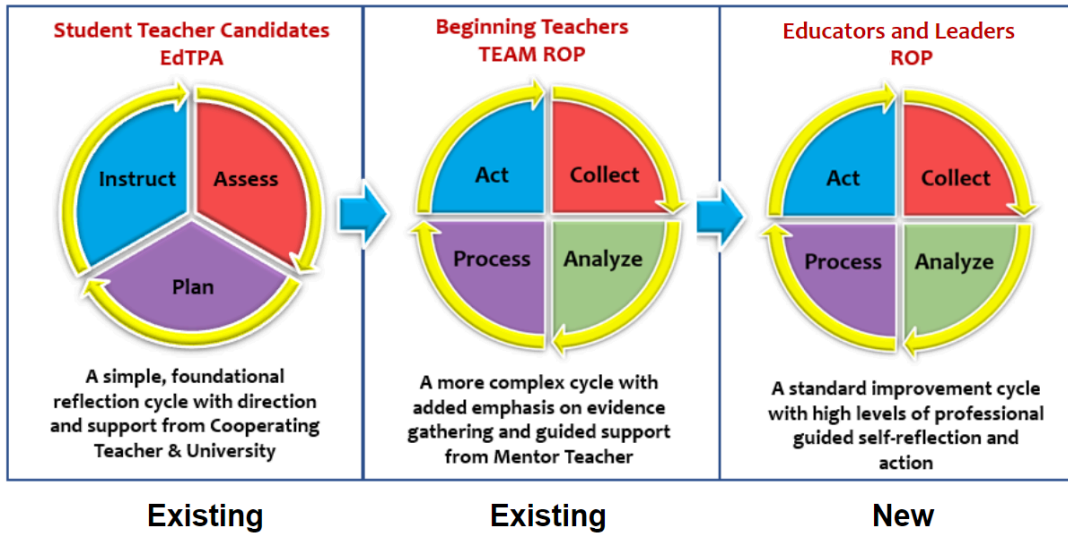 Student Teacher Candidates
EdTPA
Instruct
Assess
Plan
A simple, foundational
reflection cycle with direction
and support from Cooperating
Teacher & University
Existing
Beginning Teachers
TEAM ROP
Act
Collect
Process
Analyze
A more complex cycle with
added emphasis on evidence
gathering and guided support
from Mentor Teacher
Existing
Educators and Leaders
ROP
Act
Collect
Process
Analyze
A standard improvement cycle
with high levels of professional
guided self-reflection and
action
New